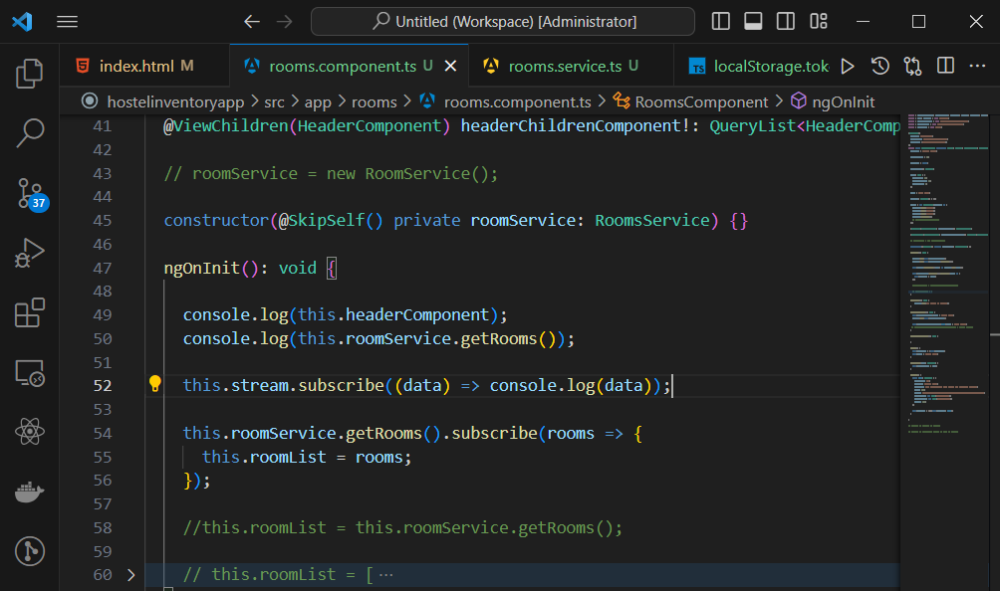 Untitled (Workspace) [Administrator]
index.html M
rooms.component.ts U
rooms.service.ts U
TS localStorage.tok
hostelinventoryapp > src > app > rooms > rooms.component.ts > RoomsComponent > ngOnInit
41 @ViewChildren(HeaderComponent) headerChildrenComponent!: QueryList<HeaderComp
42
43 // roomService = new RoomService();
44
45 constructor(@SkipSelf() private roomService: RoomsService) {}
46
47 ngOnInit(): void {
48
49 console.log(this.headerComponent);
50 console.log(this.roomService.getRooms());
51
52 this.stream.subscribe((data) => console.log(data));
53
54 this.roomService.getRooms().subscribe(rooms => {
55 this.roomList = rooms;
56 });
57
58 //this.roomList = this.roomService.getRooms();
59
60 // this.roomList = [ ⋯
37